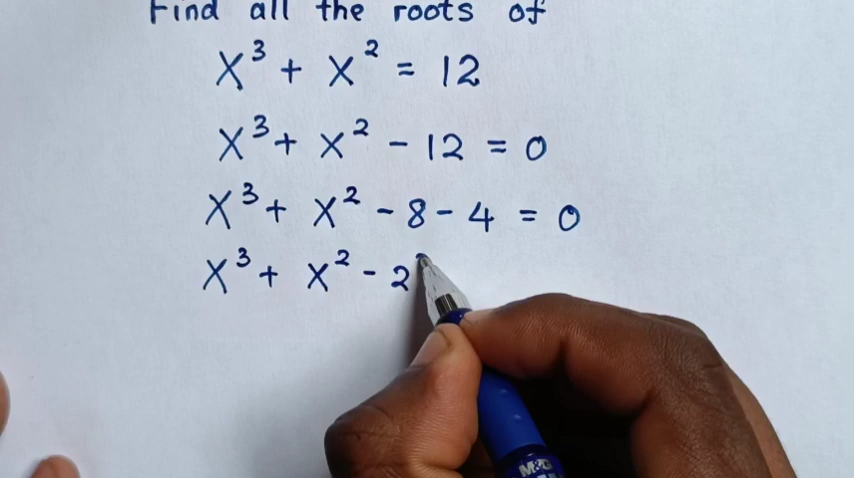 Find all the roots of
x³ + x² = 12
x³ + x² - 12 = 0
x³ + x² - 8 - 4 = 0
x³ + x² - 2
M&G